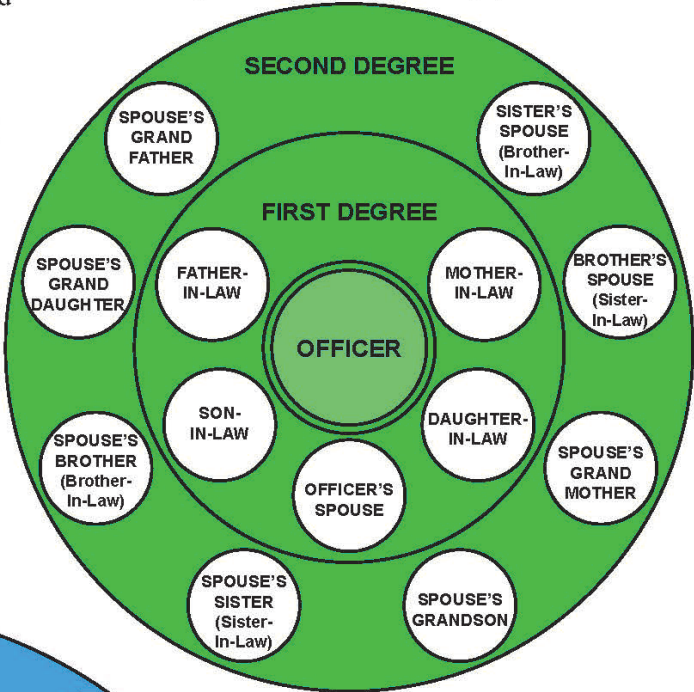 SECOND DEGREE
SPOUSE'S
GRAND
FATHER
SISTER'S
SPOUSE
(Brother-
In-Law)
FIRST DEGREE
SPOUSE'S
GRAND
DAUGHTER
FATHER-
IN-LAW
MOTHER-
IN-LAW
BROTHER'S
SPOUSE
(Sister-
In-Law)
OFFICER
SON-
IN-LAW
DAUGHTER-
IN-LAW
SPOUSE'S
BROTHER
(Brother-
In-Law)
OFFICER'S
SPOUSE
SPOUSE'S
GRAND
MOTHER
SPOUSE'S
SISTER
(Sister-
In-Law)
SPOUSE'S
GRANDSON